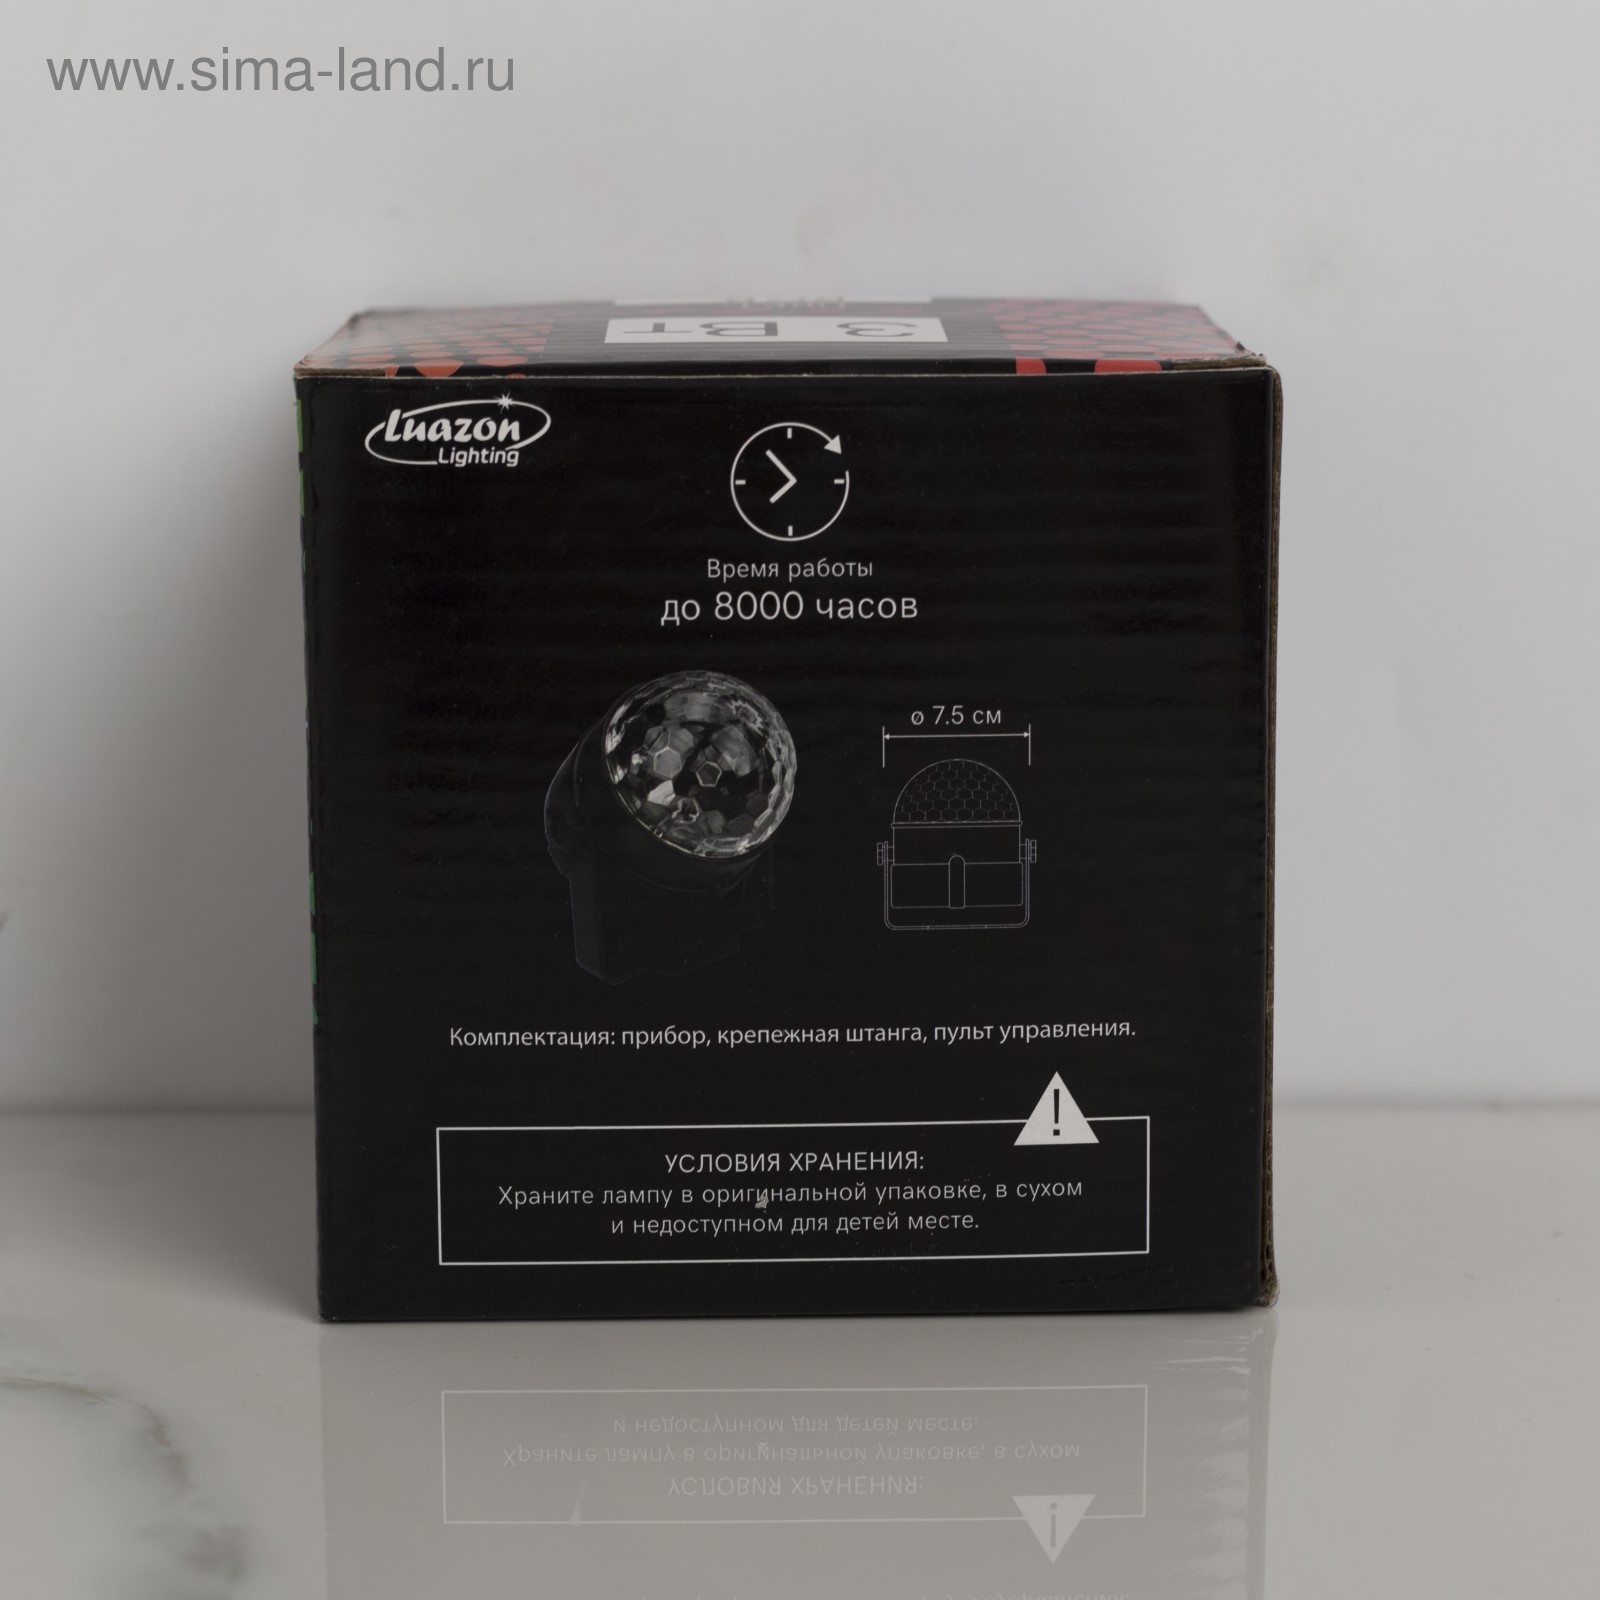 www.sima-land.ru
3 Вт
Luazon
Lighting
Время работы
до 8000 часов
ø 7.5 см
Комплектация: прибор, крепежная штанга, пульт управления.
!
УСЛОВИЯ ХРАНЕНИЯ:
Храните лампу в оригинальной упаковке, в сухом
и недоступном для детей месте.